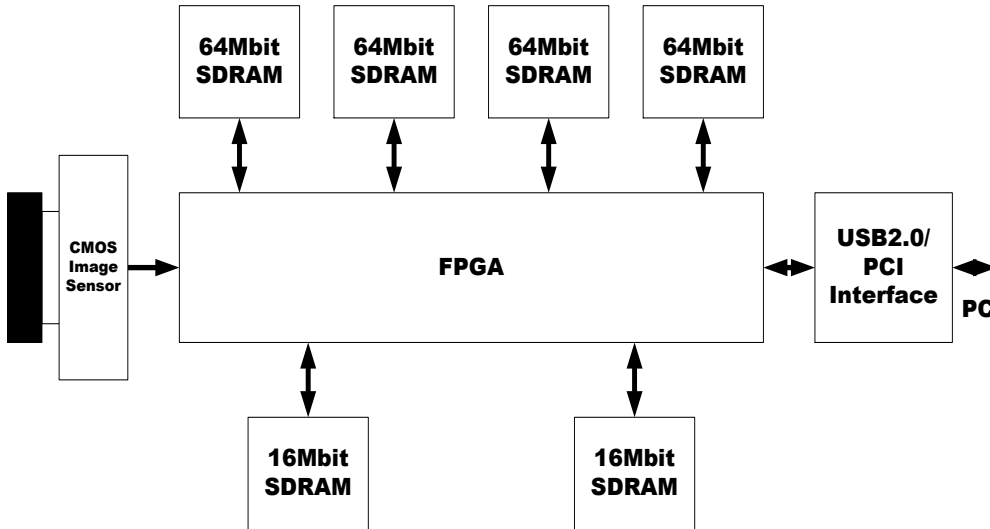 64Mbit
SDRAM
64Mbit
SDRAM
64Mbit
SDRAM
64Mbit
SDRAM
CMOS
Image
Sensor
FPGA
USB2.0/
PCI
Interface
PC
16Mbit
SDRAM
16Mbit
SDRAM